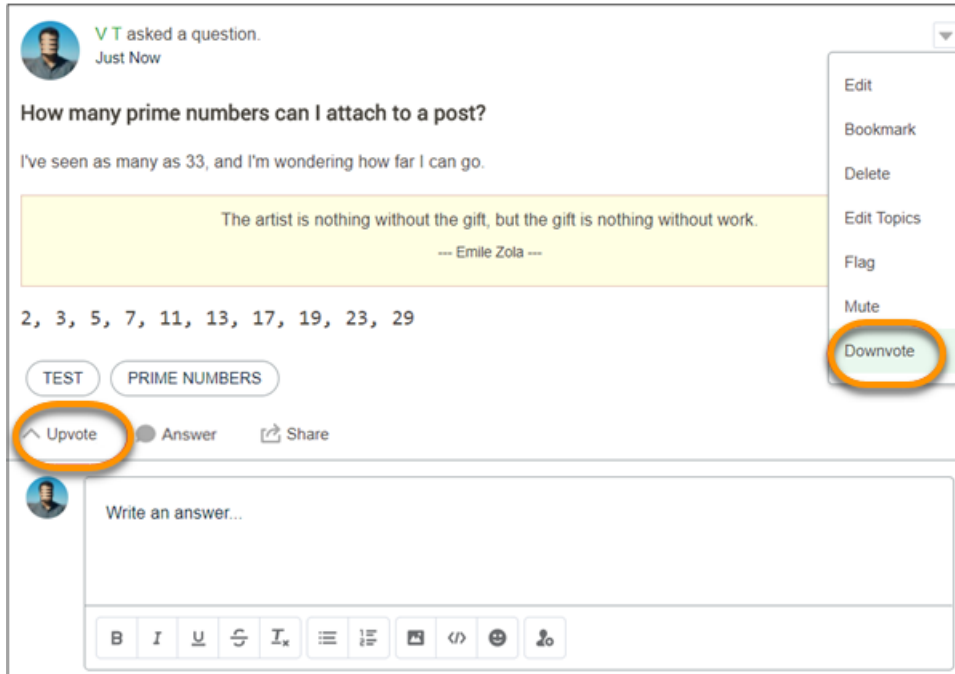 V T asked a question.
Just Now
How many prime numbers can I attach to a post?
I've seen as many as 33, and I'm wondering how far I can go.
The artist is nothing without the gift, but the gift is nothing without work.
--- Emile Zola ---
2, 3, 5, 7, 11, 13, 17, 19, 23, 29
TEST PRIME NUMBERS
Upvote Answer Share
Edit
Bookmark
Delete
Edit Topics
Flag
Mute
Downvote
Write an answer...
B I U S Tx